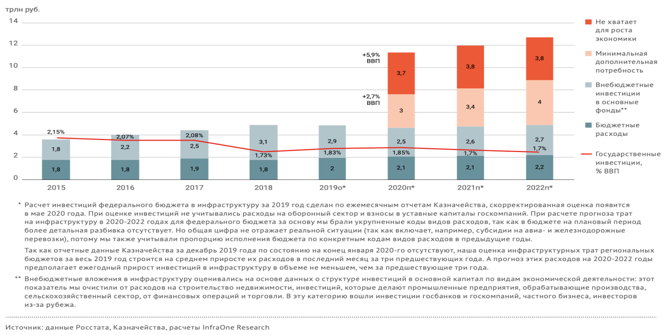 трлн руб.
14
12
10
8
6
4
2
0
+5,9%
ВВП
+2,7%
ВВП
3,7
3,8
3,8
3
3,4
4
2,15%
2,07%
2,08%
1,73%
1,83%
1,85%
1,7%
1,7%
1,8
2,2
2,5
3,1
2,9
2,5
2,6
2,7
1,8
1,8
1,9
1,8
2
2,1
2,1
2,2
2015
2016
2017
2018
2019о*
2020п*
2021п*
2022п*
Не хватает
для роста
экономики
Минимальная
дополнительная
потребность
Внебюджетные
инвестиции
в основные
фонды**
Бюджетные
расходы
Государственные
инвестиции,
% ВВП
* Расчет инвестиций федерального бюджета в инфраструктуру за 2019 год сделан по ежемесячным отчетам Казначейства, скорректированная оценка появится
в мае 2020 года. При оценке инвестиций не учитывались расходы на оборонный сектор и взносы в уставные капиталы госкомпаний. При расчете прогноза трат
на инфраструктуру в 2020-2022 годах для федерального бюджета за основу мы брали укрупненные коды видов расходов, так как в бюджете на плановый период
более детальная разбивка отсутствует. Но общая цифра не отражает реальной ситуации (так как включает, например, субсидии на авиа- и железнодорожные
перевозки), потому мы также учитывали пропорцию исполнения бюджета по конкретным кодам видов расходов в предыдущие годы.
Так как отчетные данные Казначейства за декабрь 2019 года по состоянию на конец января 2020-го отсутствуют, наша оценка инфраструктурных трат региональных
бюджетов за весь 2019 год строится на среднем приросте их расходов в последний месяц за три предшествующих года. А прогноз этих расходов на 2020-2022 годы
предполагает ежегодный прирост инвестиций в инфраструктуру в объеме не меньшем, чем за предшествующие три года.
** Внебюджетные вложения в инфраструктуру оценивались на основе данных о структуре инвестиций в основной капитал по видам экономической деятельности: этот
показатель мы очистили от расходов на строительство недвижимости, инвестиций, которые делают промышленные предприятия, обрабатывающие производства,
сельскохозяйственный сектор, от финансовых операций и торговли. В эту категорию вошли инвестиции госбанков и госкомпаний, частного бизнеса, инвесторов
из-за рубежа.
Источник: данные Росстата, Казначейства, расчеты InfraOne Research